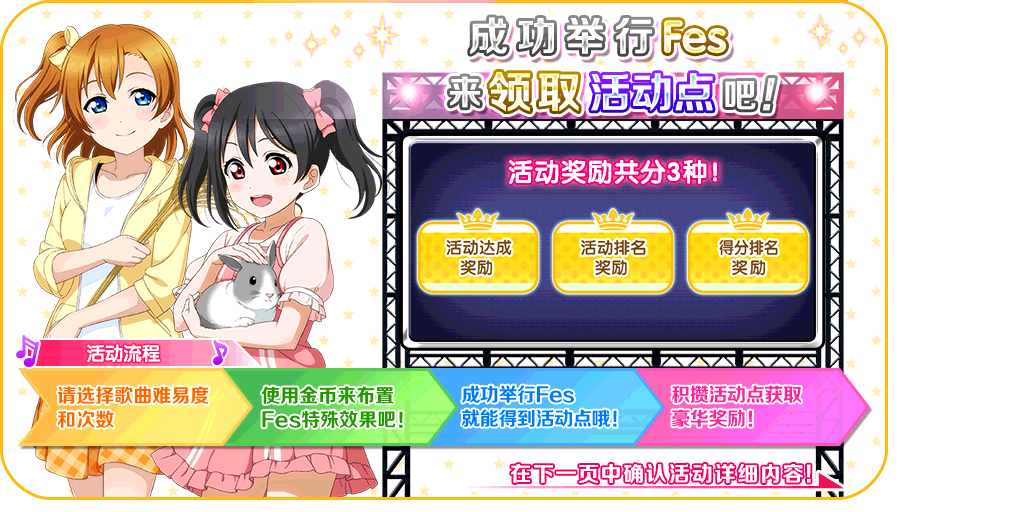 成功举行Fes
来领取活动点吧!
活动奖励共分3种!
活动达成
奖励
活动排名
奖励
得分排名
奖励
活动流程
请选择歌曲难易度
和次数
使用金币来布置
Fes特殊效果吧!
成功举行Fes
就能得到活动点哦!
积攒活动点获取
豪华奖励!
在下一页中确认活动详细内容!